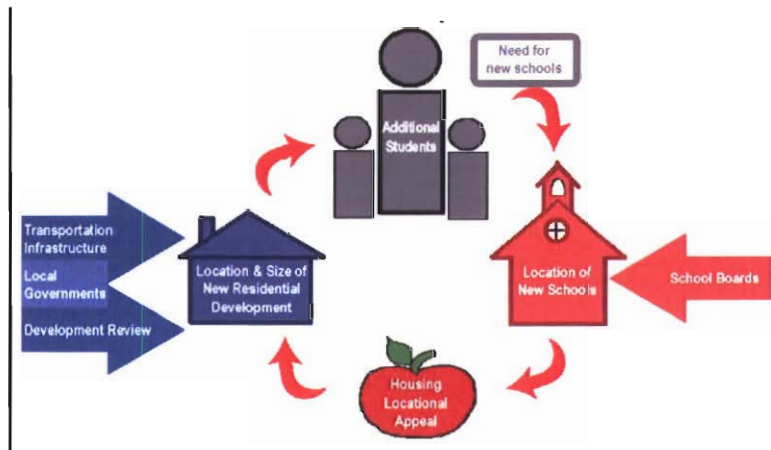 Need for
new schools
Additional
Students
Transportation
Infrastructure
Local
Governments
Development Review
Location & Size of
New Residential
Development
Location of
New Schools
School Boards
Housing
Locational
Appeal